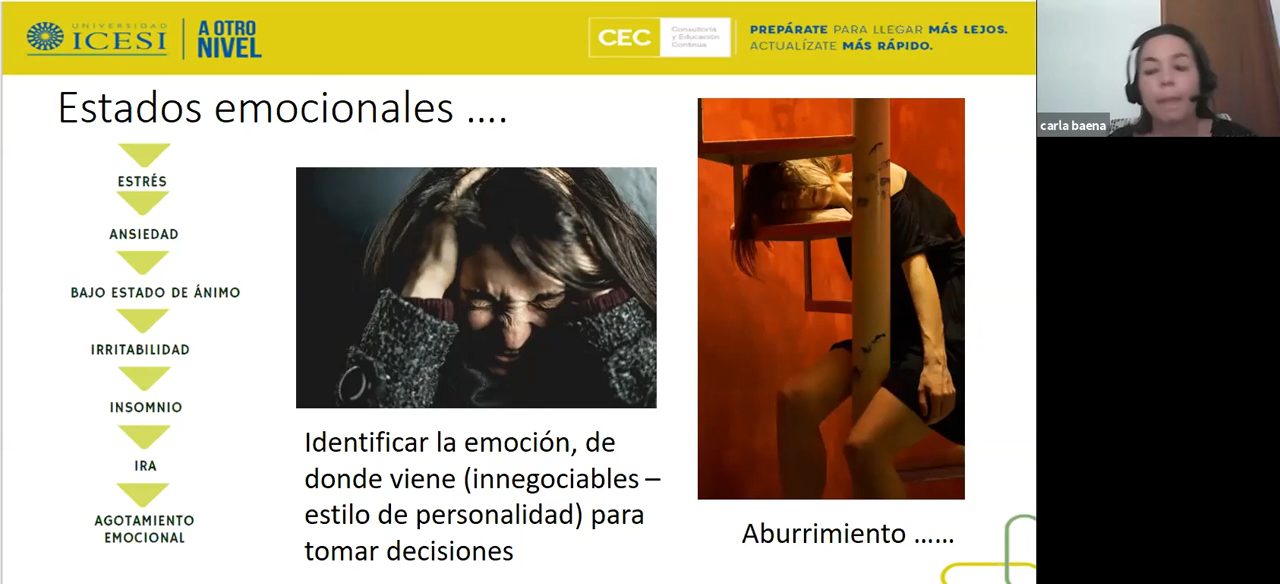 UNIVERSIDAD
ICESI
A OTRO
NIVEL
CEC
Consultoría
y Educación
Continua
PREPÁRATE PARA LLEGAR MÁS LEJOS.
ACTUALÍZATE MÁS RÁPIDO.
carla baena
Estados emocionales ....
ESTRÉS
ANSIEDAD
BAJO ESTADO DE ÁNIMO
IRRITABILIDAD
INSOMNIO
IRA
AGOTAMIENTO
EMOCIONAL
Identificar la emoción, de
donde viene (innegociables –
estilo de personalidad) para
tomar decisiones
Aburrimiento ......